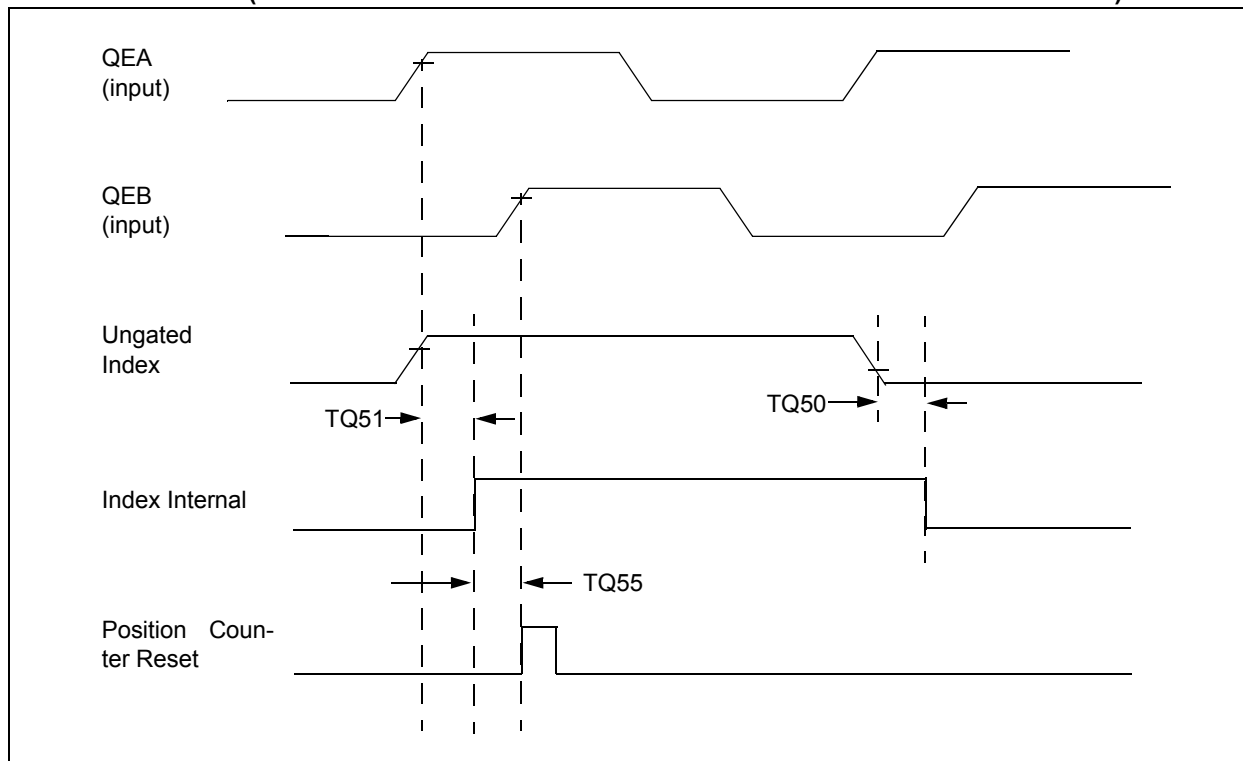 QEA
(input)
QEB
(input)
Ungated
Index
TQ51
TQ50
Index Internal
TQ55
Position Coun-
ter Reset